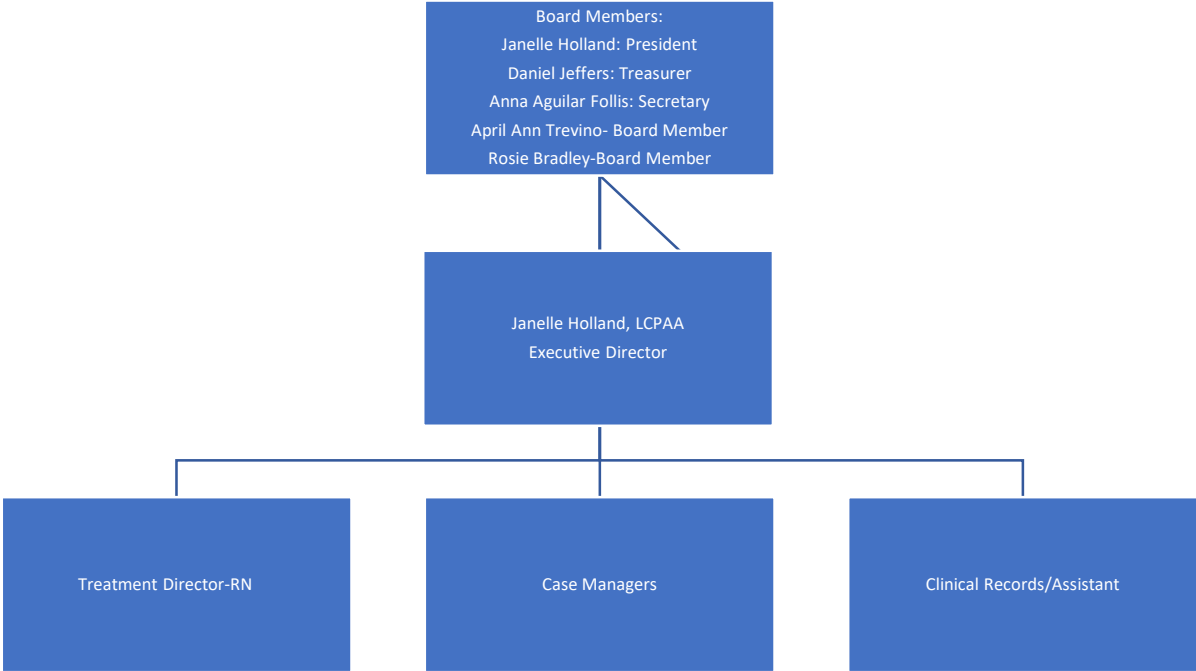 Board Members:
Janelle Holland: President
Daniel Jeffers: Treasurer
Anna Aguilar Follis: Secretary
April Ann Trevino- Board Member
Rosie Bradley-Board Member
Janelle Holland, LCPAA
Executive Director
Treatment Director-RN
Case Managers
Clinical Records/Assistant